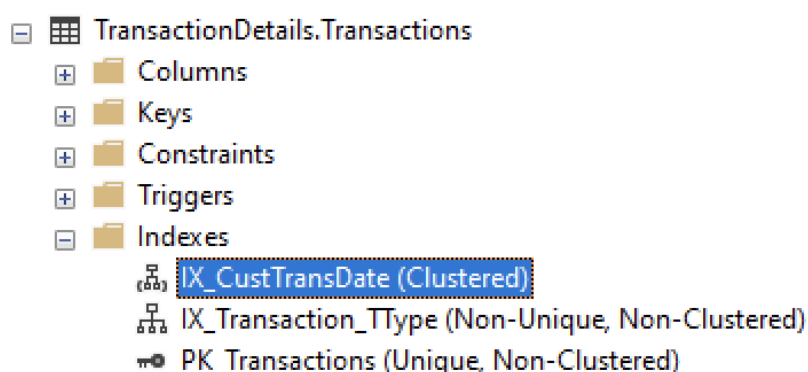 TransactionDetails.Transactions
Columns
Keys
Constraints
Triggers
Indexes
IX_CustTransDate (Clustered)
IX_Transaction_TType (Non-Unique, Non-Clustered)
PK_Transactions (Unique, Non-Clustered)